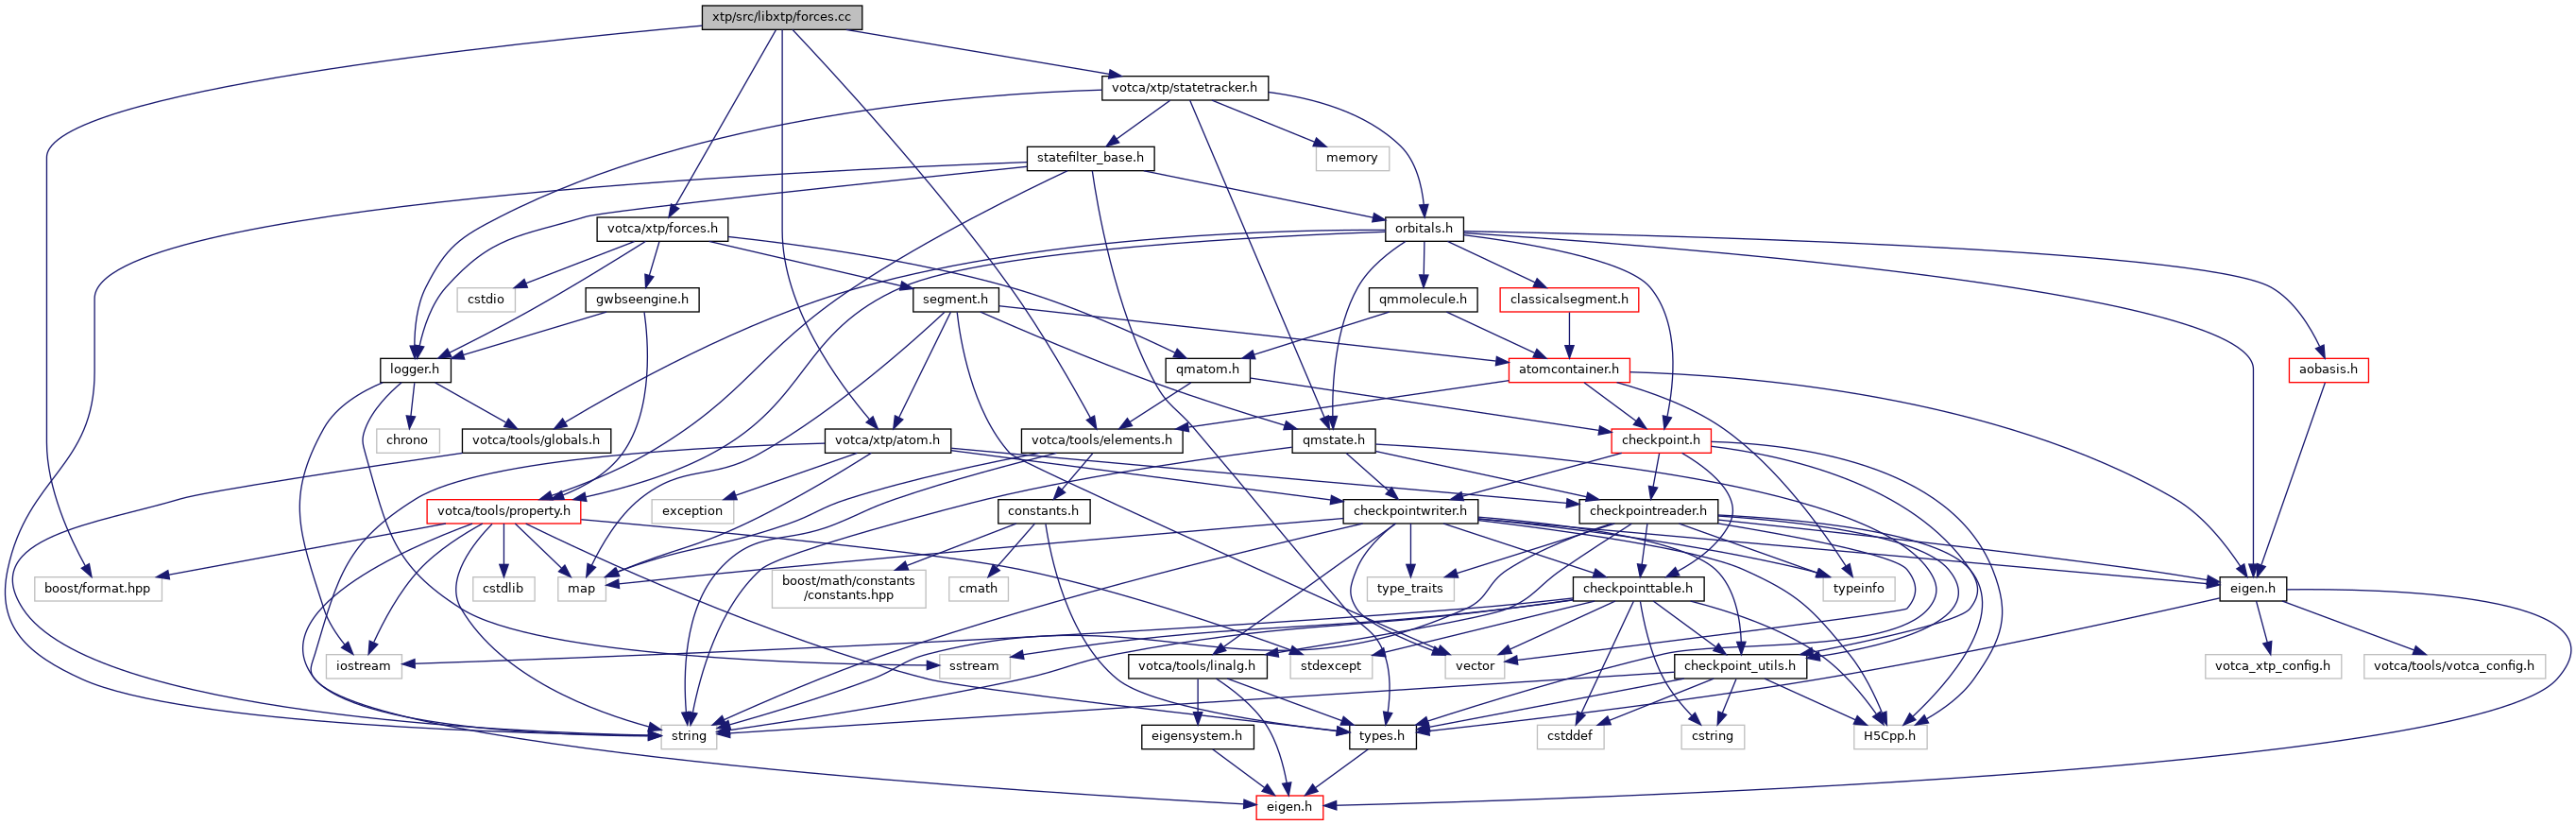 xtp/src/libxtp/forces.cc
votca/xtp/statetracker.h
statefilter_base.h
memory
votca/xtp/forces.h
orbitals.h
cstdio
gwbseengine.h
segment.h
qmmolecule.h
classicalsegment.h
logger.h
qmatom.h
atomcontainer.h
aobasis.h
chrono
votca/tools/globals.h
votca/xtp/atom.h
votca/tools/elements.h
qmstate.h
checkpoint.h
votca/tools/property.h
exception
constants.h
checkpointwriter.h
checkpointreader.h
boost/format.hpp
cstdlib
map
boost/math/constants
/constants.hpp
cmath
type_traits
checkpointtable.h
typeinfo
eigen.h
iostream
sstream
votca/tools/linalg.h
stdexcept
vector
checkpoint_utils.h
votca_xtp_config.h
votca/tools/votca_config.h
string
eigensystem.h
types.h
cstddef
cstring
H5Cpp.h
eigen.h